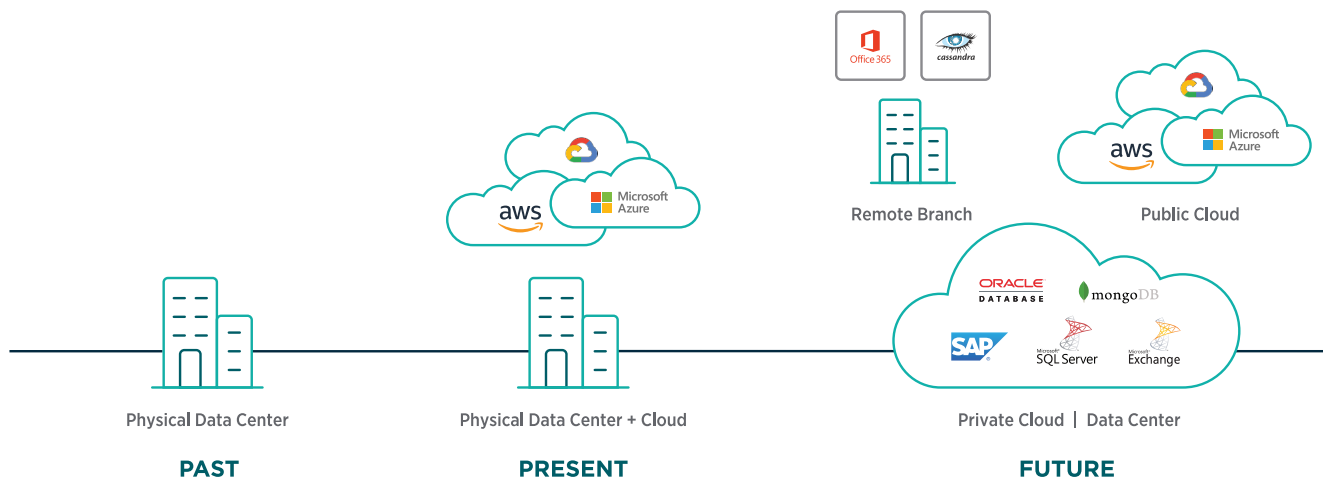 Office 365
cassandra
aws
Microsoft
Azure
aws
Microsoft
Azure
Remote Branch
Public Cloud
ORACLE
DATABASE
mongoDB
SAP
Microsoft
SQL Server
Microsoft
Exchange
Physical Data Center
Physical Data Center + Cloud
Private Cloud | Data Center
PAST
PRESENT
FUTURE